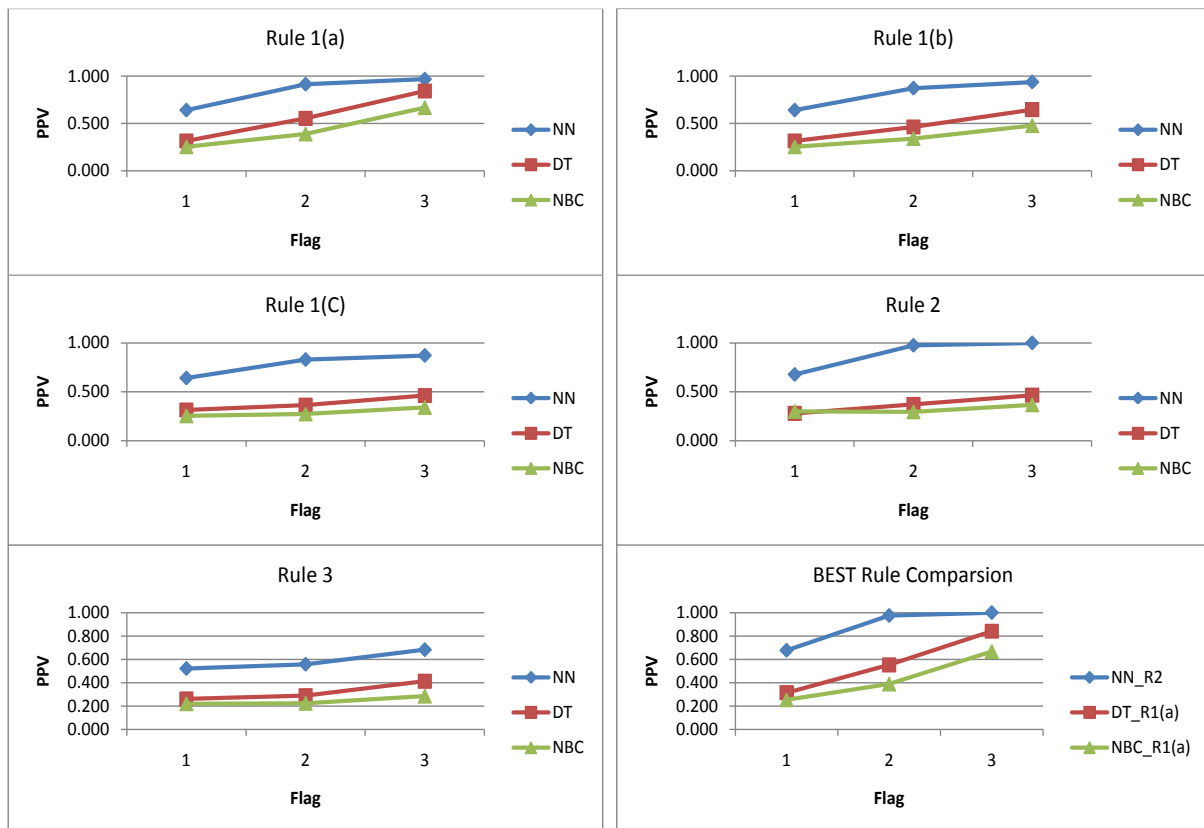 Rule 1(a)
PPV
1.000
0.500
0.000
1 2 3
Flag
NN
DT
NBC
Rule 1(b)
PPV
1.000
0.500
0.000
1 2 3
Flag
NN
DT
NBC
Rule 1(C)
PPV
1.000
0.500
0.000
1 2 3
Flag
NN
DT
NBC
Rule 2
PPV
1.000
0.500
0.000
1 2 3
Flag
NN
DT
NBC
Rule 3
PPV
1.000
0.800
0.600
0.400
0.200
0.000
1 2 3
Flag
NN
DT
NBC
BEST Rule Comparsion
PPV
1.000
0.800
0.600
0.400
0.200
0.000
1 2 3
Flag
NN_R2
DT_R1(a)
NBC_R1(a)